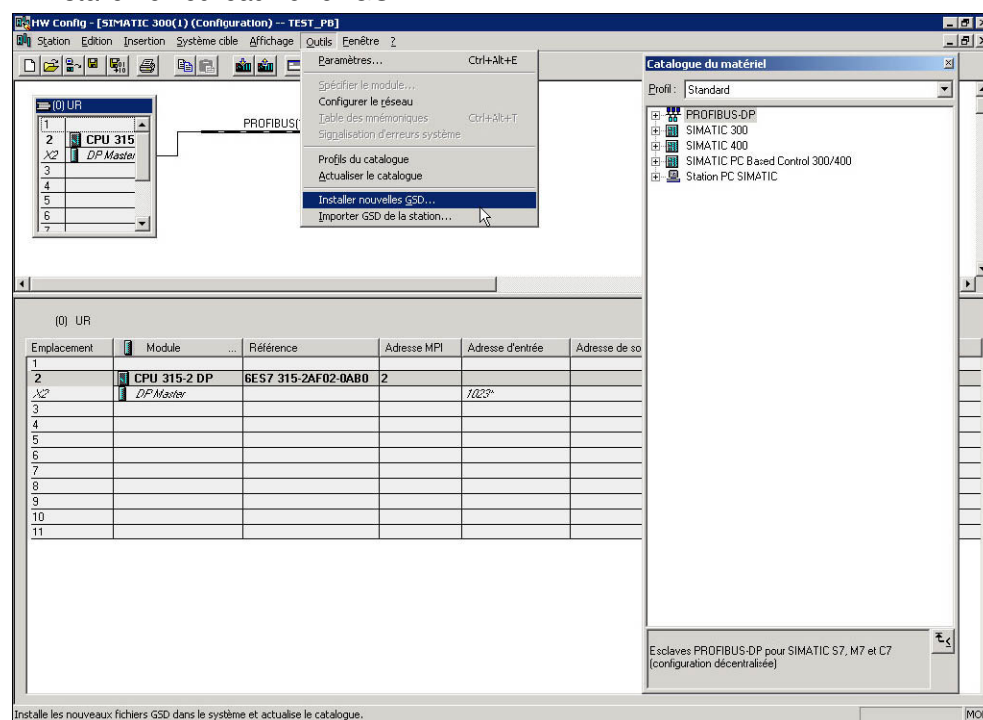 HW Config - [SIMATIC 300(1) (Configuration) -- TEST_PB]
Station Edition Insertion Système cible Affichage Outils Fenêtre ?
Paramètres... Ctrl+Alt+E
Spécifier le module...
Configurer le réseau
Table des mnémoniques Ctrl+Alt+T
Signalisation d'erreurs système
Profils du catalogue
Actualiser le catalogue
Installer nouvelles GSD...
Importer GSD de la station...
(0) UR
1
2 CPU 315
X2 DP Master
3
4
5
6
7
PROFIBUS(
Catalogue du matériel
Profil : Standard
PROFIBUS-DP
SIMATIC 300
SIMATIC 400
SIMATIC PC Based Control 300/400
Station PC SIMATIC
(0) UR
Emplacement Module ... Référence Adresse MPI Adresse d'entrée Adresse de so
1
2 CPU 315-2 DP 6ES7 315-2AF02-0AB0 2
X2 DP Master 1023*
3
4
5
6
7
8
9
10
11
Esclaves PROFIBUS-DP pour SIMATIC S7, M7 et C7
(configuration décentralisée)
Installe les nouveaux fichiers GSD dans le système et actualise le catalogue.